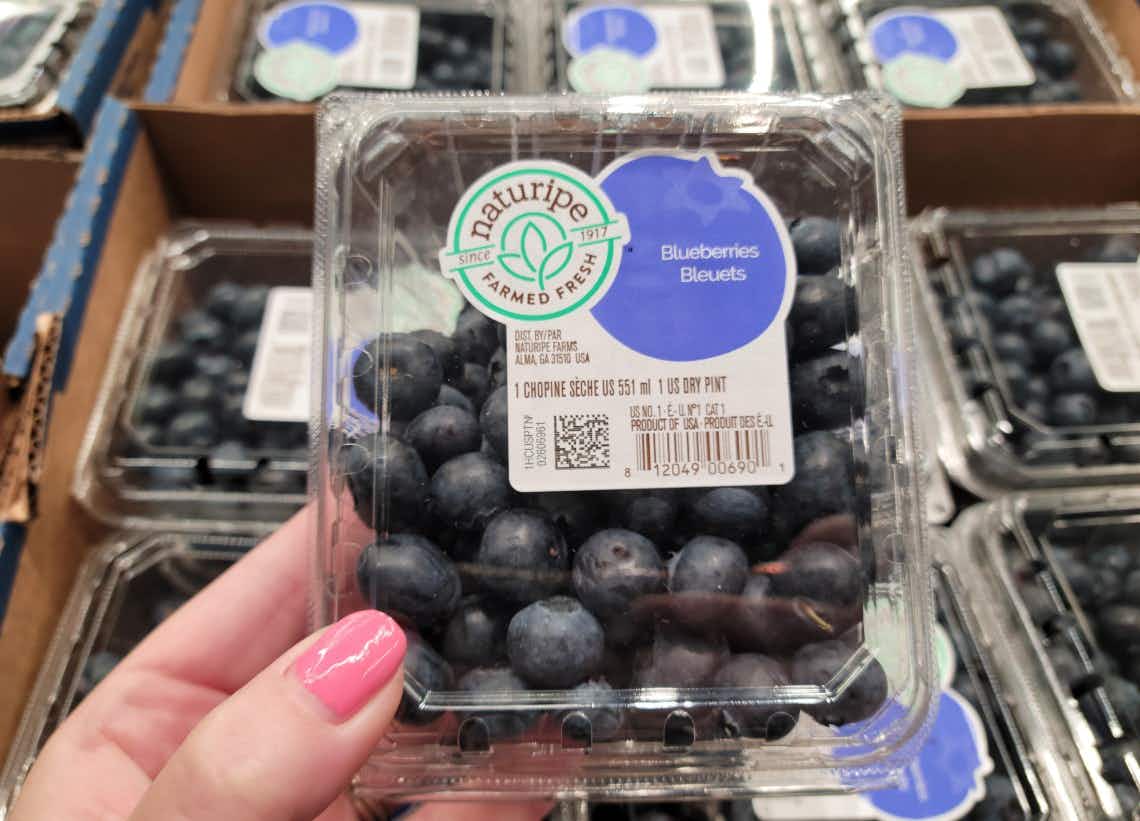 naturipe
since 1917
FARMED FRESH
Blueberries
Bleuets
DIST. BY/PAR
NATURIPE FARMS
ALMA, GA 31510 USA
1 CHOPINE SÈCHE US 551 ml 1 US DRY PINT
US NO. 1 · É.-U. Nº1 CAT 1
PRODUCT OF USA · PRODUIT DES É.-U.
8 12049 00690 1